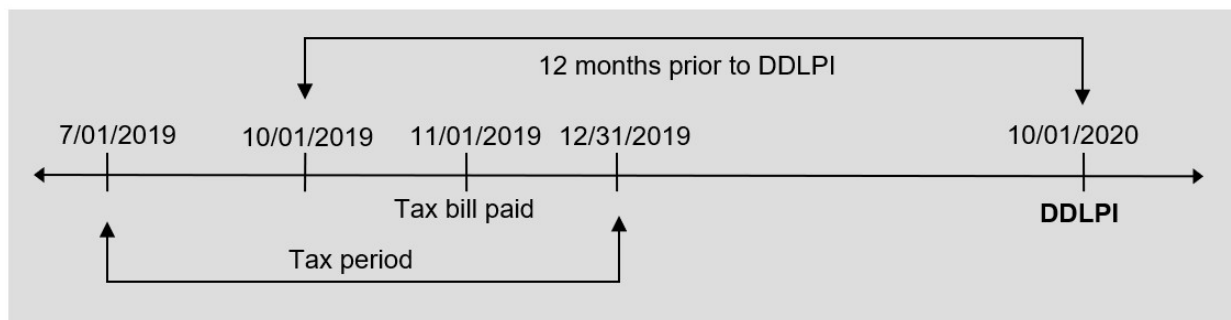 12 months prior to DDLPI
7/01/2019 10/01/2019 11/01/2019 12/31/2019 10/01/2020
Tax bill paid DDLPI
Tax period